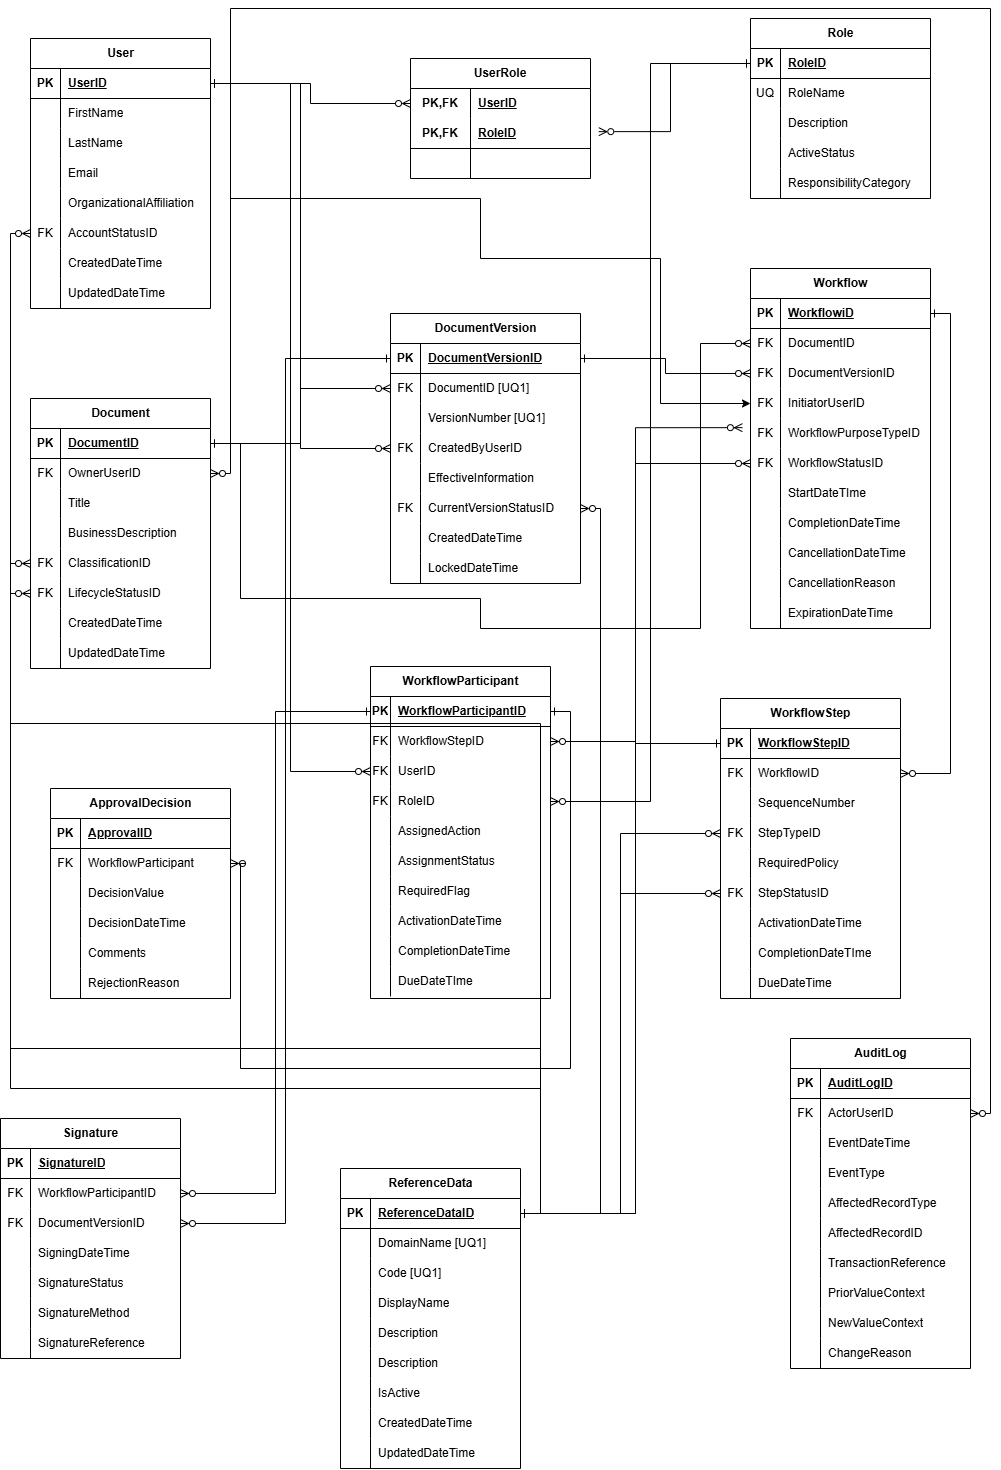 User
PK UserID
FirstName
LastName
Email
OrganizationalAffiliation
FK AccountStatusID
CreatedDateTime
UpdatedDateTime
UserRole
PK,FK UserID
PK,FK RoleID
Role
PK RoleID
UQ RoleName
Description
ActiveStatus
ResponsibilityCategory
Document
PK DocumentID
FK OwnerUserID
Title
BusinessDescription
FK ClassificationID
FK LifecycleStatusID
CreatedDateTime
UpdatedDateTime
DocumentVersion
PK DocumentVersionID
FK DocumentID [UQ1]
VersionNumber [UQ1]
FK CreatedByUserID
EffectiveInformation
FK CurrentVersionStatusID
CreatedDateTime
LockedDateTime
Workflow
PK WorkflowiD
FK DocumentID
FK DocumentVersionID
FK InitiatorUserID
FK WorkflowPurposeTypeID
FK WorkflowStatusID
StartDateTIme
CompletionDateTime
CancellationDateTime
CancellationReason
ExpirationDateTime
WorkflowParticipant
PK WorkflowParticipantID
FK WorkflowStepID
FK UserID
FK RoleID
AssignedAction
AssignmentStatus
RequiredFlag
ActivationDateTime
CompletionDateTime
DueDateTIme
WorkflowStep
PK WorkflowStepID
FK WorkflowID
SequenceNumber
FK StepTypeID
RequiredPolicy
FK StepStatusID
ActivationDateTime
CompletionDateTIme
DueDateTime
ApprovalDecision
PK ApprovalID
FK WorkflowParticipant
DecisionValue
DecisionDateTime
Comments
RejectionReason
Signature
PK SignatureID
FK WorkflowParticipantID
FK DocumentVersionID
SigningDateTime
SignatureStatus
SignatureMethod
SignatureReference
ReferenceData
PK ReferenceDataID
DomainName [UQ1]
Code [UQ1]
DisplayName
Description
Description
IsActive
CreatedDateTime
UpdatedDateTime
AuditLog
PK AuditLogID
FK ActorUserID
EventDateTime
EventType
AffectedRecordType
AffectedRecordID
TransactionReference
PriorValueContext
NewValueContext
ChangeReason